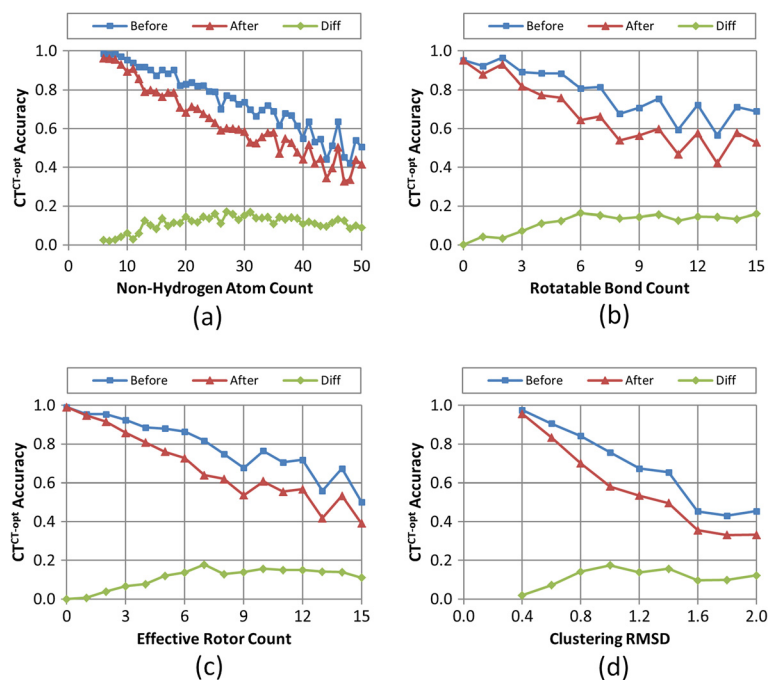 Before After Diff
Before After Diff
CT^CT-opt Accuracy
1.0
0.8
0.6
0.4
0.2
0.0
0 10 20 30 40 50
Non-Hydrogen Atom Count
(a)
CT^CT-opt Accuracy
1.0
0.8
0.6
0.4
0.2
0.0
0 3 6 9 12 15
Rotatable Bond Count
(b)
Before After Diff
Before After Diff
CT^CT-opt Accuracy
1.0
0.8
0.6
0.4
0.2
0.0
0 3 6 9 12 15
Effective Rotor Count
(c)
CT^CT-opt Accuracy
1.0
0.8
0.6
0.4
0.2
0.0
0.0 0.4 0.8 1.2 1.6 2.0
Clustering RMSD
(d)